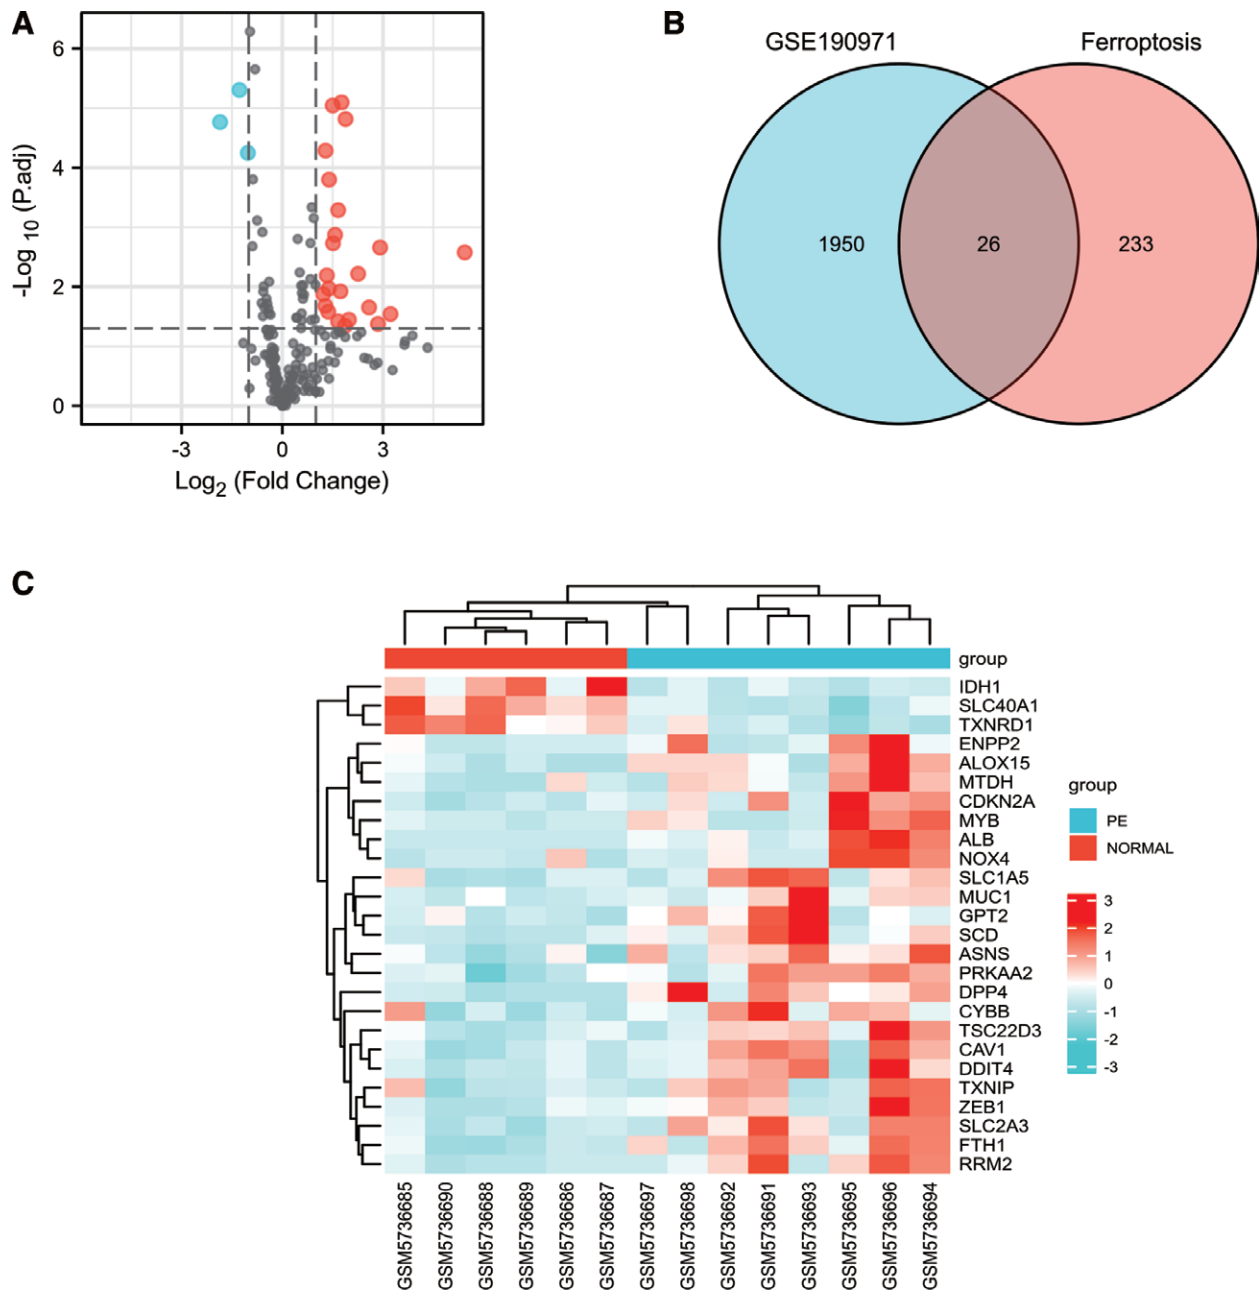 A
6
4
2
0
-Log 10 (P.adj)
-3
0
3
Log2 (Fold Change)
B
GSE190971
Ferroptosis
1950
26
233
C
group
IDH1
SLC40A1
TXNRD1
ENPP2
ALOX15
MTDH
CDKN2A
MYB
ALB
NOX4
SLC1A5
MUC1
GPT2
SCD
ASNS
PRKAA2
DPP4
CYBB
TSC22D3
CAV1
DDIT4
TXNIP
ZEB1
SLC2A3
FTH1
RRM2
GSM5736685
GSM5736690
GSM5736688
GSM5736689
GSM5736686
GSM5736687
GSM5736697
GSM5736698
GSM5736692
GSM5736691
GSM5736693
GSM5736695
GSM5736696
GSM5736694
group
PE
NORMAL
3
2
1
0
-1
-2
-3